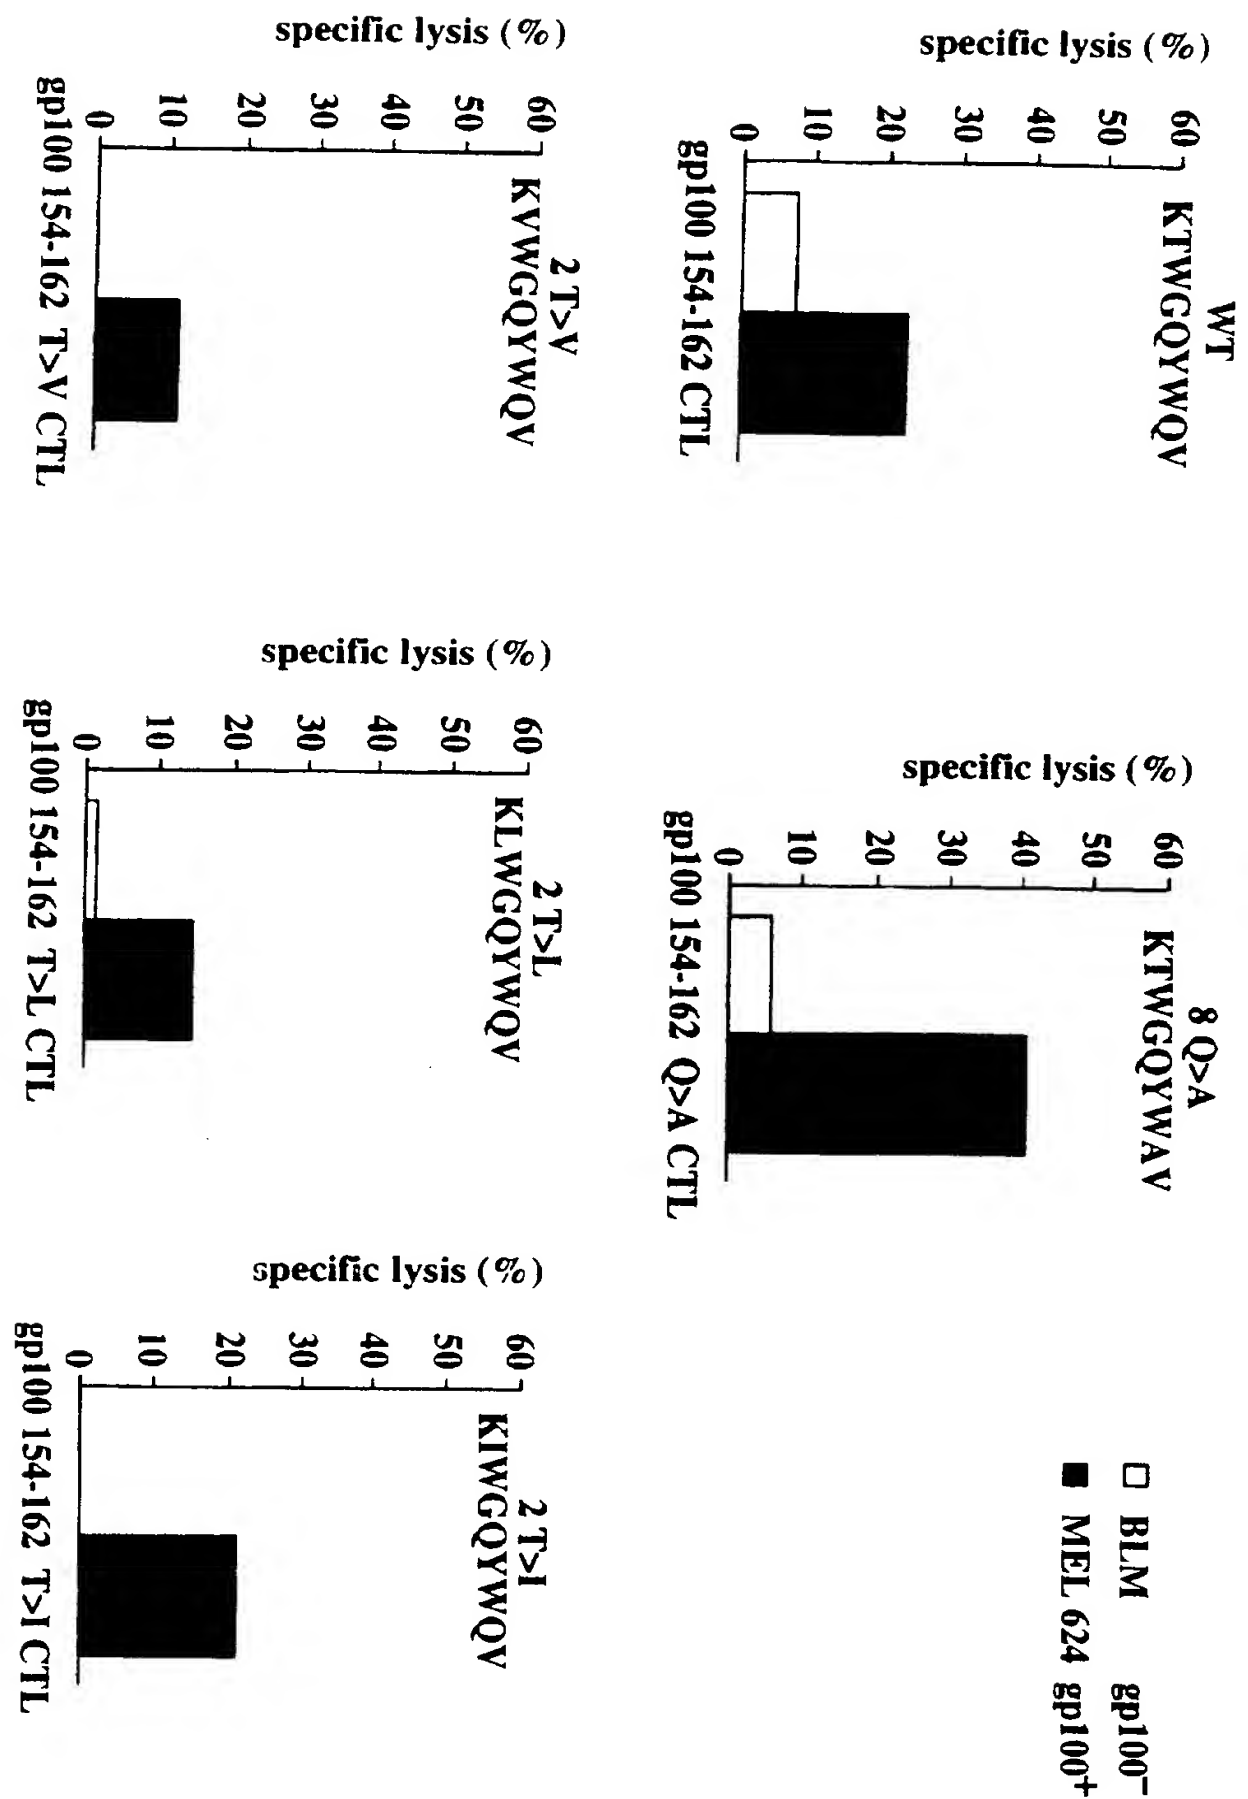 WT
KTWGQYWQV
specific lysis (%)
60
50
40
30
20
10
0
gp100 154-162 CTL
8 Q>A
KTWGQYWAV
specific lysis (%)
60
50
40
30
20
10
0
gp100 154-162 Q>A CTL
□ BLM gp100⁻
■ MEL 624 gp100⁺
2 T>V
KVWGQYWQV
specific lysis (%)
60
50
40
30
20
10
0
gp100 154-162 T>V CTL
2 T>L
KLWGQYWQV
specific lysis (%)
60
50
40
30
20
10
0
gp100 154-162 T>L CTL
2 T>I
KIWGQYWQV
specific lysis (%)
60
50
40
30
20
10
0
gp100 154-162 T>I CTL